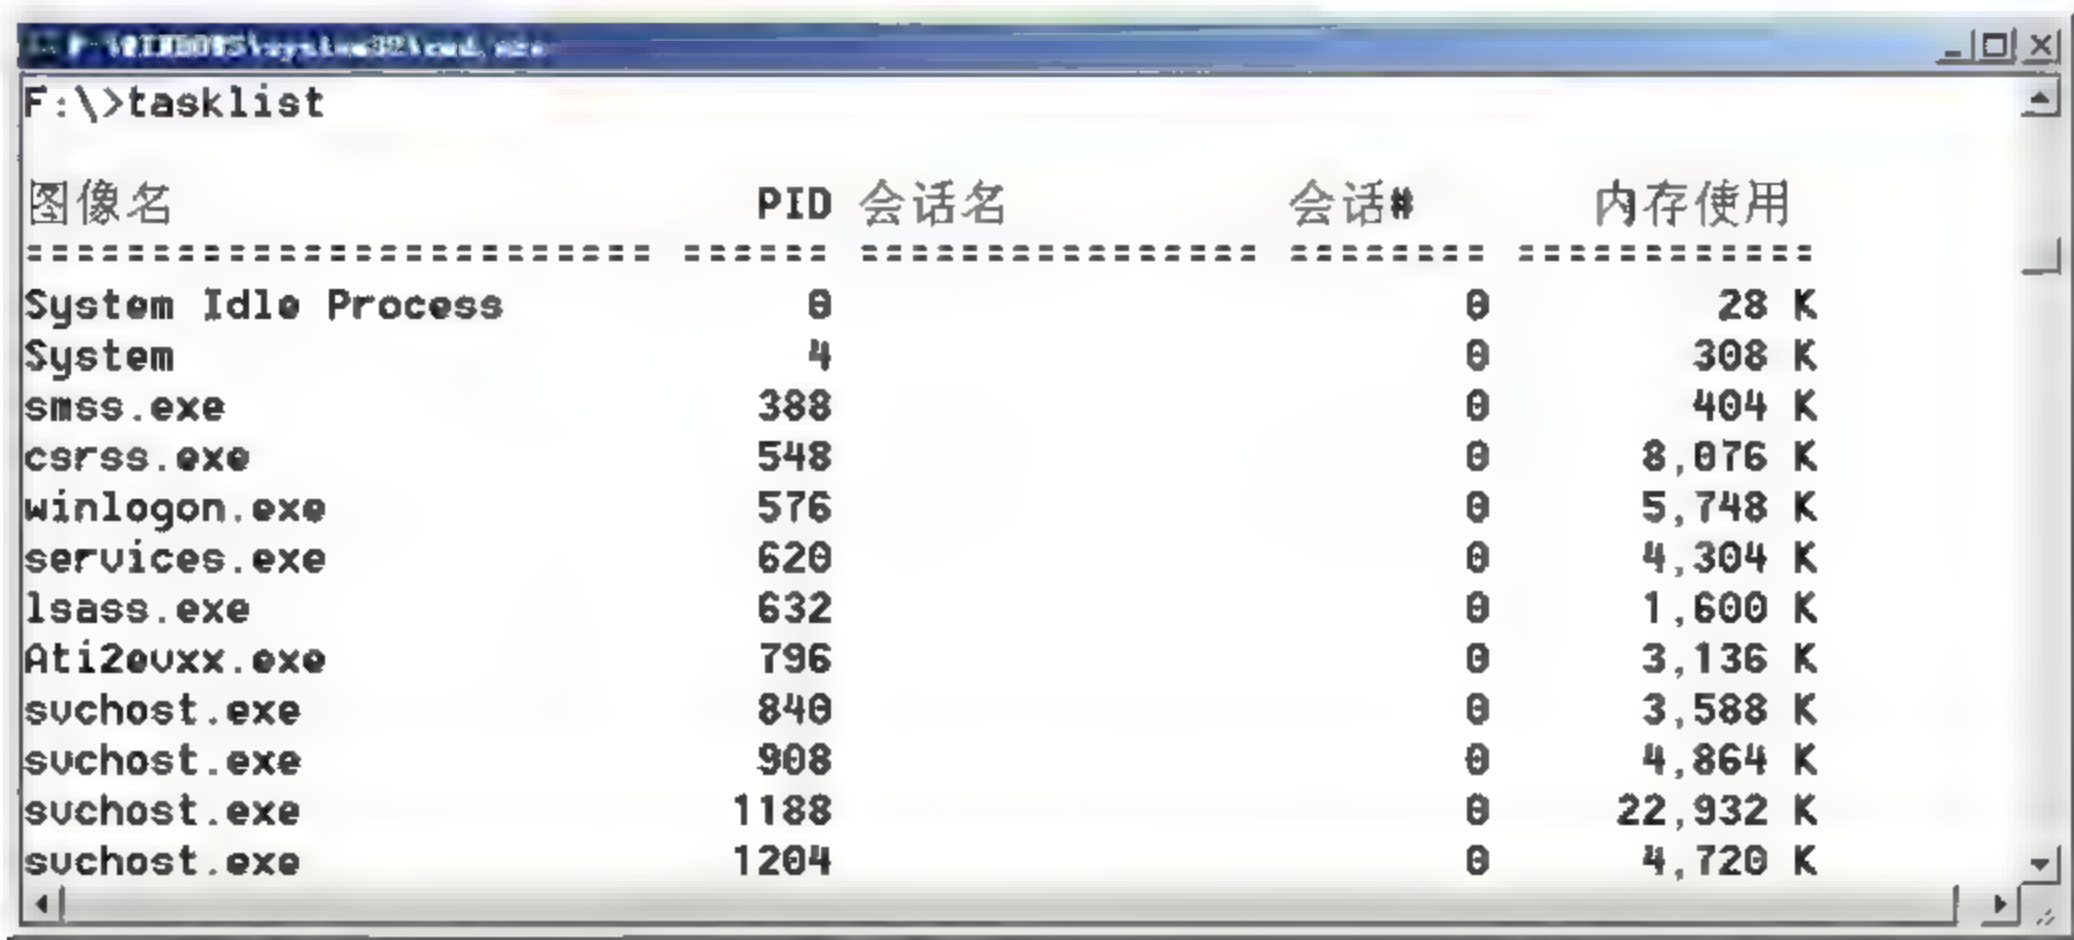 F:\>tasklist
图像名 PID 会话名 会话# 内存使用
========================= ====== ================ ======== ============
System Idle Process 0 0 28 K
System 4 0 308 K
smss.exe 388 0 404 K
csrss.exe 548 0 8,076 K
winlogon.exe 576 0 5,748 K
services.exe 620 0 4,304 K
lsass.exe 632 0 1,600 K
Ati2evxx.exe 796 0 3,136 K
svchost.exe 840 0 3,588 K
svchost.exe 908 0 4,864 K
svchost.exe 1188 0 22,932 K
svchost.exe 1204 0 4,720 K